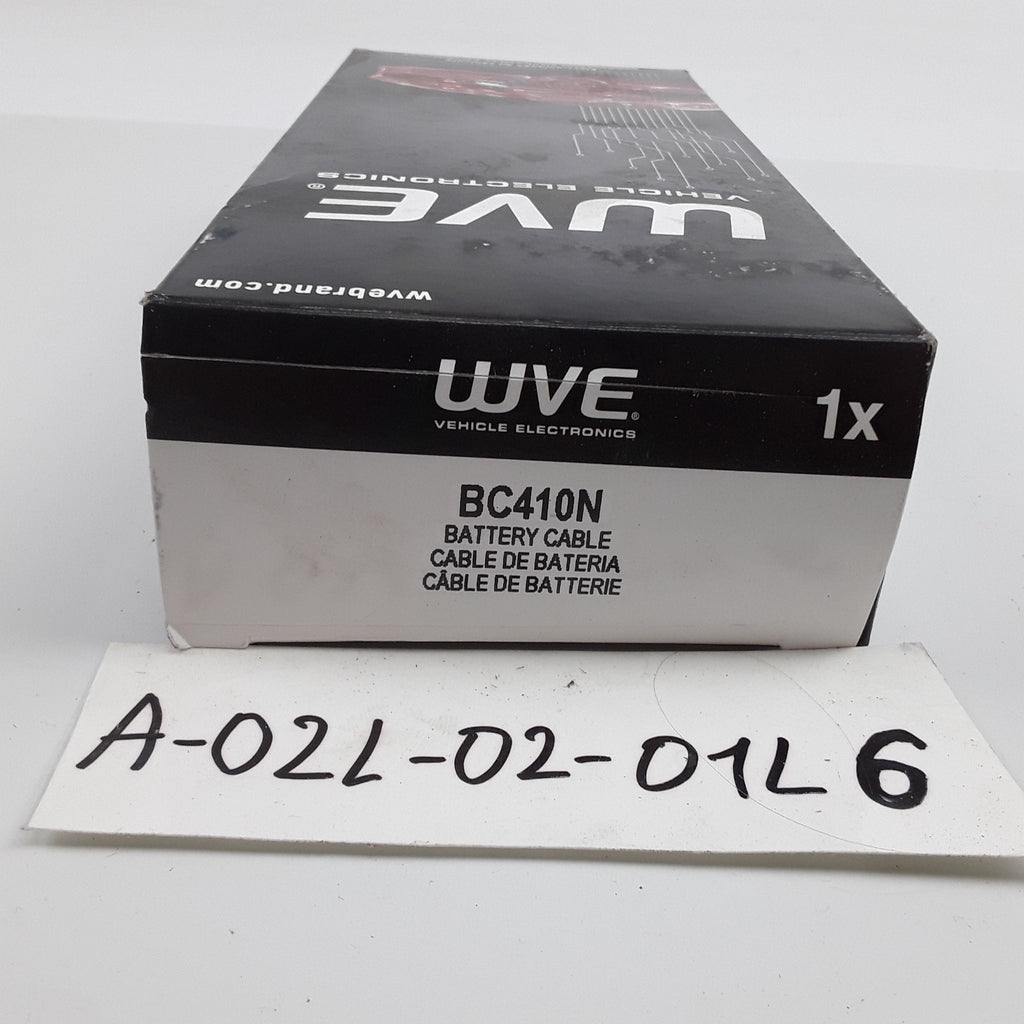 WVE®
VEHICLE ELECTRONICS
wvebrand.com
WVE®
VEHICLE ELECTRONICS
1x
BC410N
BATTERY CABLE
CABLE DE BATERIA
CÂBLE DE BATTERIE
A-02L-02-01L6